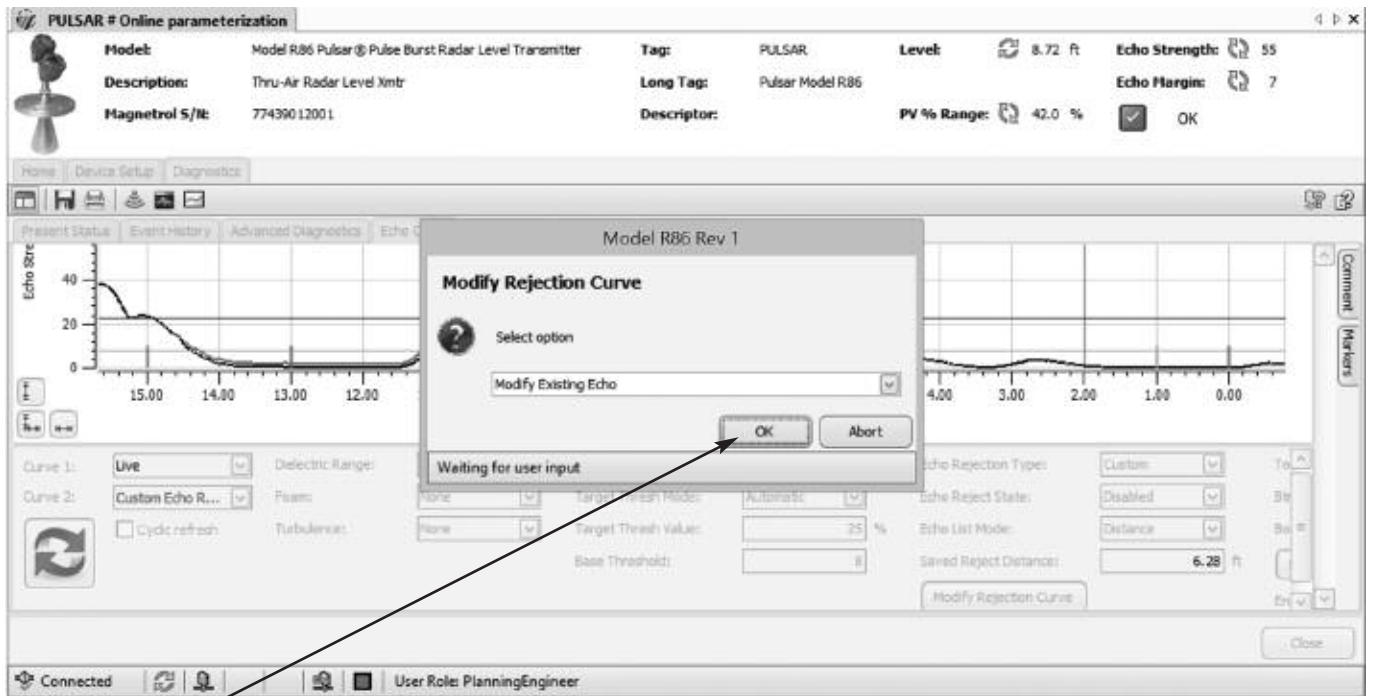 PULSAR # Online parameterization
Model: Model R86 Pulsar® Pulse Burst Radar Level Transmitter Tag: PULSAR Level: 8.72 ft Echo Strength: 55
Description: Thru-Air Radar Level Xmtr Long Tag: Pulsar Model R86 Echo Margin: 7
Magnetrol S/N: 77439012001 Descriptor: PV % Range: 42.0 % OK
Home Device Setup Diagnostics
Present Status Event History Advanced Diagnostics Echo
Model R86 Rev 1
Modify Rejection Curve
Select option
Modify Existing Echo
OK Abort
Waiting for user input
Echo Stre
40
20
0
15.00 14.00 13.00 12.00 4.00 3.00 2.00 1.00 0.00
Comment
Markers
Curve 1: Live Dielectric Range: Echo Rejection Type: Custom
Curve 2: Custom Echo R... Foam: None Target Thresh Mode: Automatic Echo Reject State: Disabled
Cyclic refresh Turbulence: None Target Thresh Value: 25 % Echo List Mode: Distance
Base Threshold: 8 Saved Reject Distance: 6.28 ft
Modify Rejection Curve
Close
Connected User Role: PlanningEngineer